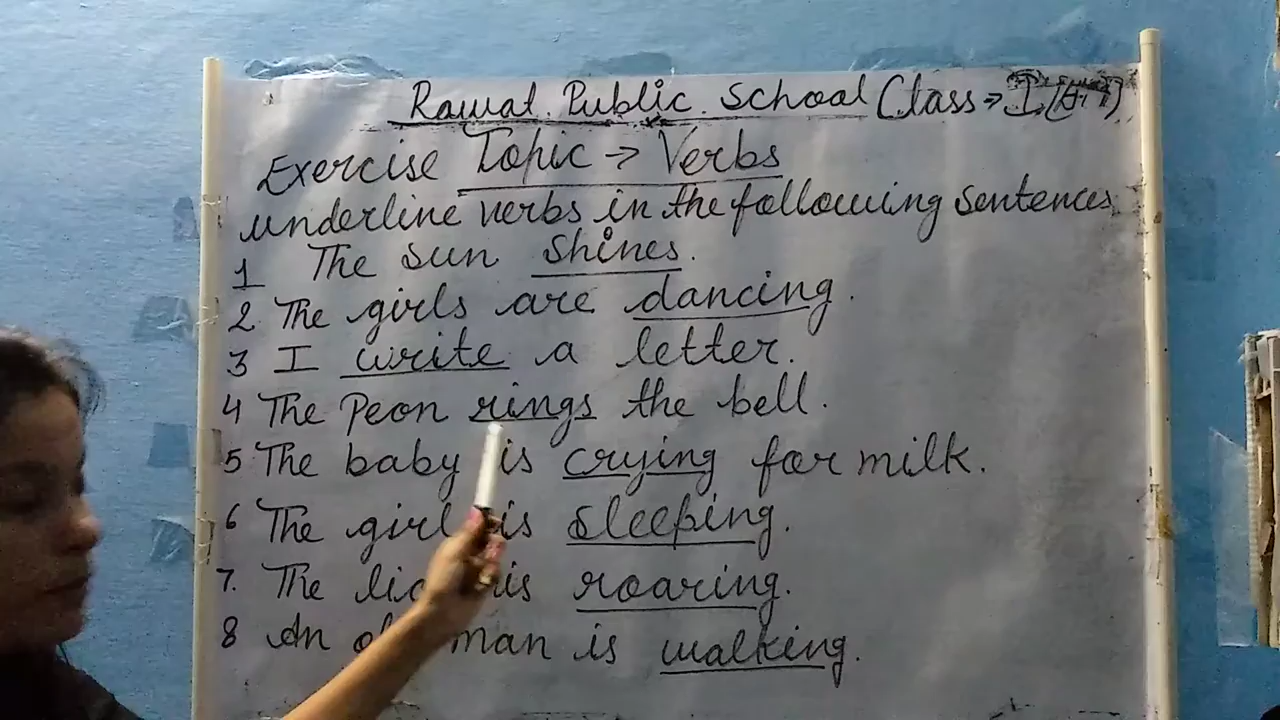 Rawat. Public. School Class → I
Exercise Topic → Verbs
underline verbs in the following sentences
1 The sun shines.
2. The girls are dancing.
3 I write a letter.
4 The Peon rings the bell.
5 The baby is crying for milk.
6 The girl is sleeping.
7. The is roaring.
8 An man is walking.